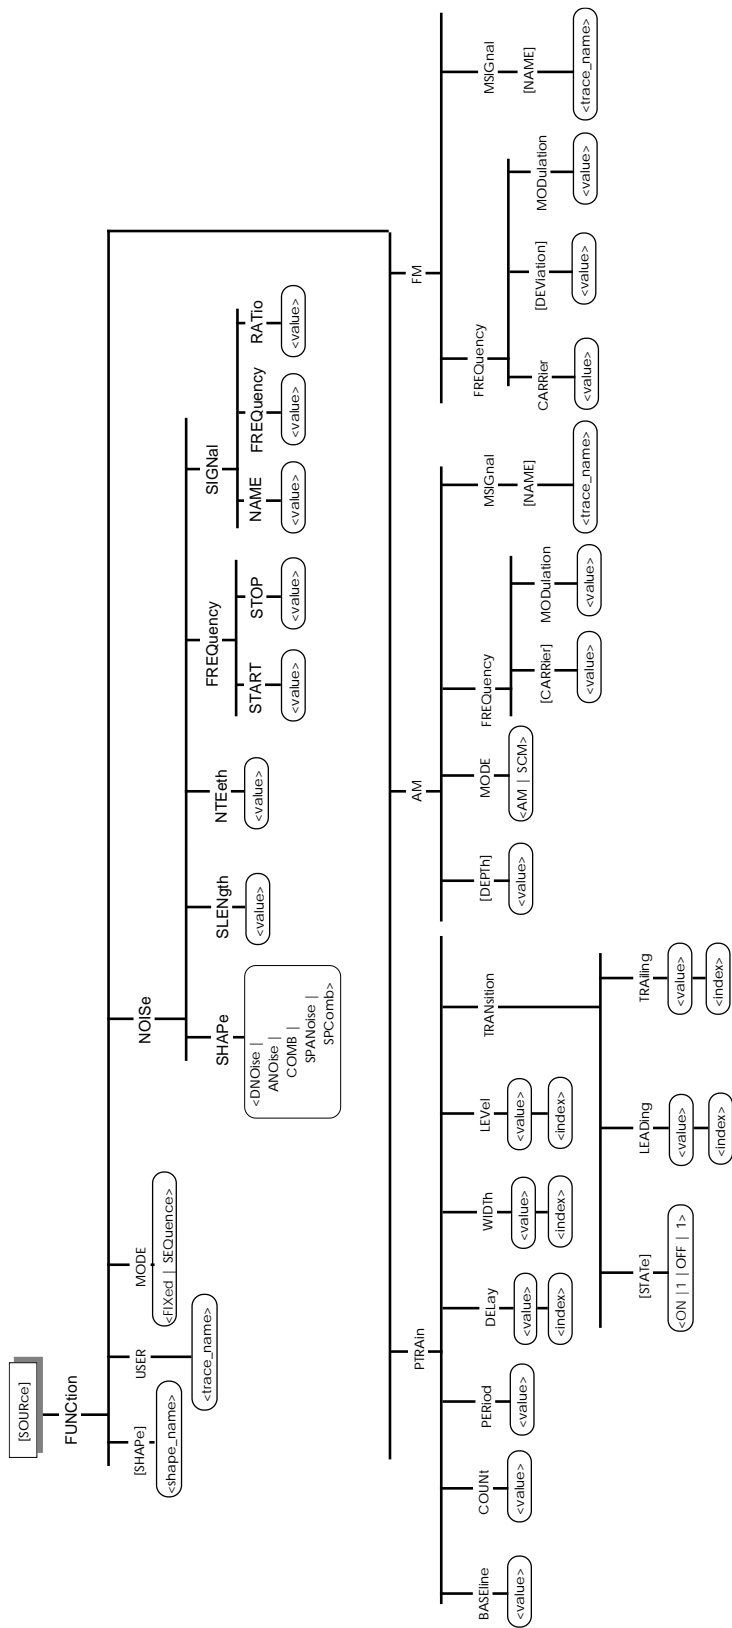 [SOURce]
FUNCtion
[SHAPe]
<shape_name>
USER
<trace_name>
MODE
<FIXed | SEQuence>
NOISe
SHAPe
<DNOise |
ANOise |
COMB |
SPANoise |
SPComb>
SLENgth
<value>
NTEeth
<value>
FREQuency
START
<value>
STOP
<value>
SIGNal
NAME
<value>
FREQuency
<value>
RATio
<value>
PTRAin
BASEline
<value>
COUNt
<value>
PERiod
<value>
DELay
<value>
<index>
WIDTh
<value>
<index>
LEVel
<value>
<index>
TRANsition
[STATe]
<ON | 1 | OFF | 1>
LEADing
<value>
<index>
TRAiling
<value>
<index>
AM
[DEPTh]
<value>
MODE
<AM | SCM>
FREQuency
[CARRier]
<value>
MODulation
<value>
MSIGnal
[NAME]
<trace_name>
FM
FREQuency
CARRier
<value>
[DEViation]
<value>
MODulation
<value>
MSIGnal
[NAME]
<trace_name>